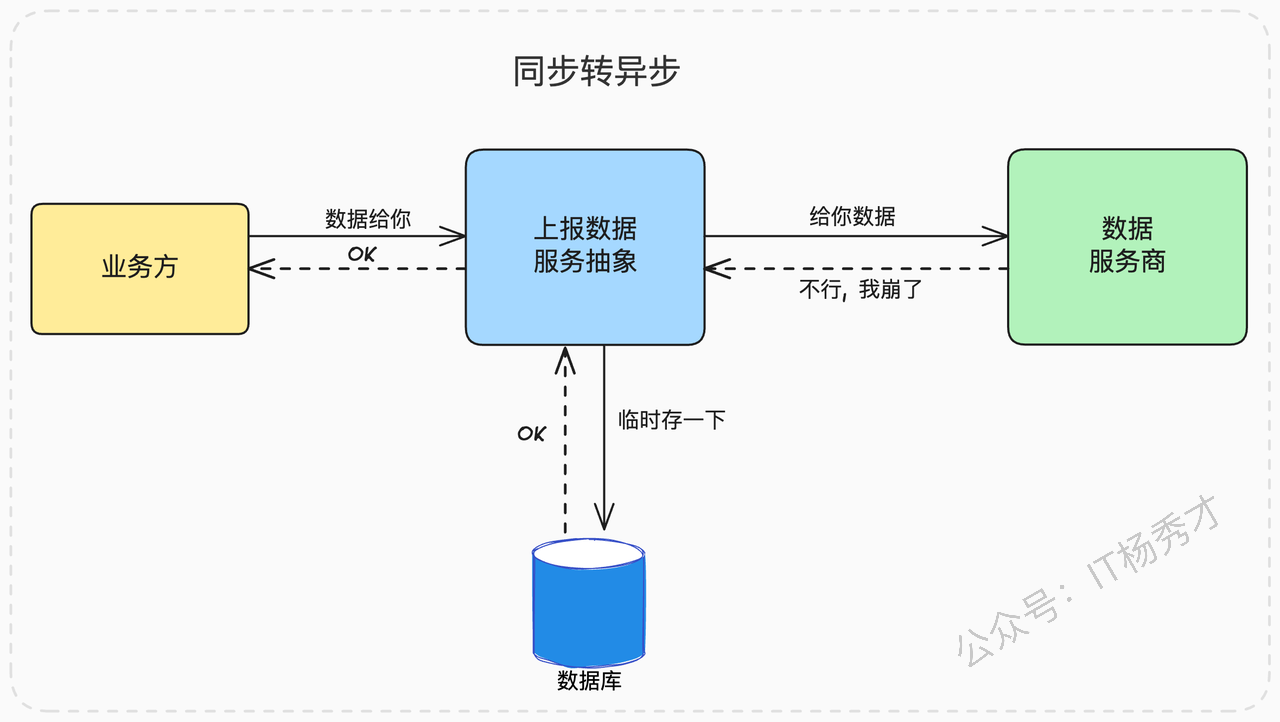 同步转异步
业务方
数据给你
OK
上报数据
服务抽象
给你数据
不行，我崩了
数据
服务商
OK
临时存一下
数据库
公众号：IT杨秀才